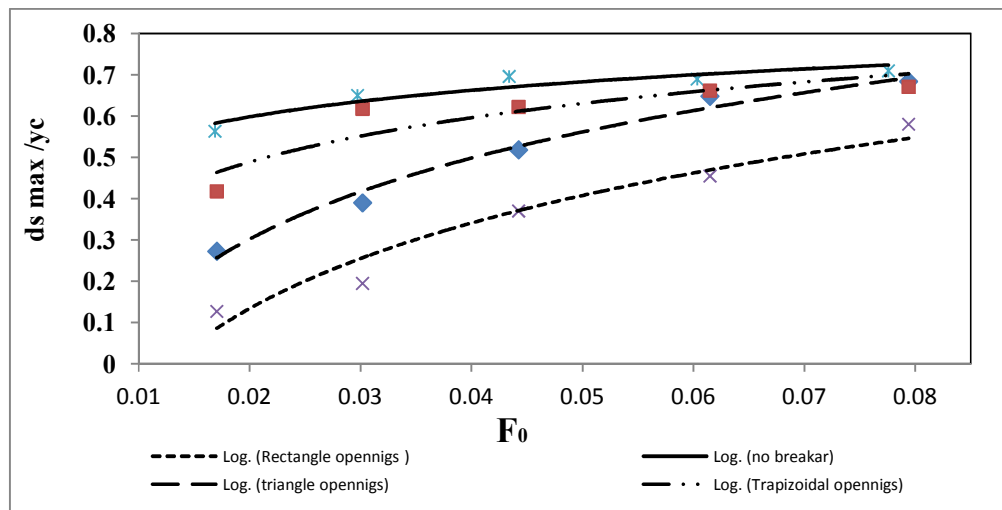 0.8
0.7
0.6
0.5
0.4
0.3
0.2
0.1
0
ds max /yc
0.01 0.02 0.03 0.04 0.05 0.06 0.07 0.08
F0
Log. (Rectangle opennigs ) Log. (no breakar)
Log. (triangle opennigs) Log. (Trapizoidal opennigs)